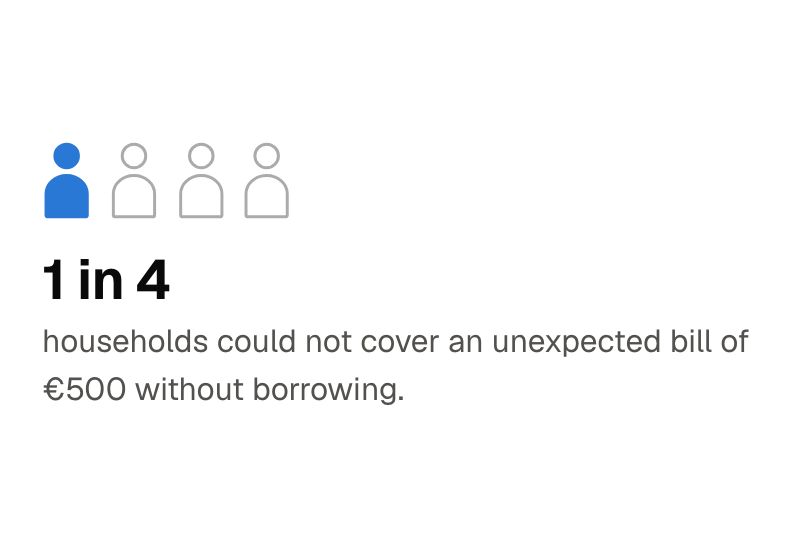 1 in 4
households could not cover an unexpected bill of
€500 without borrowing.